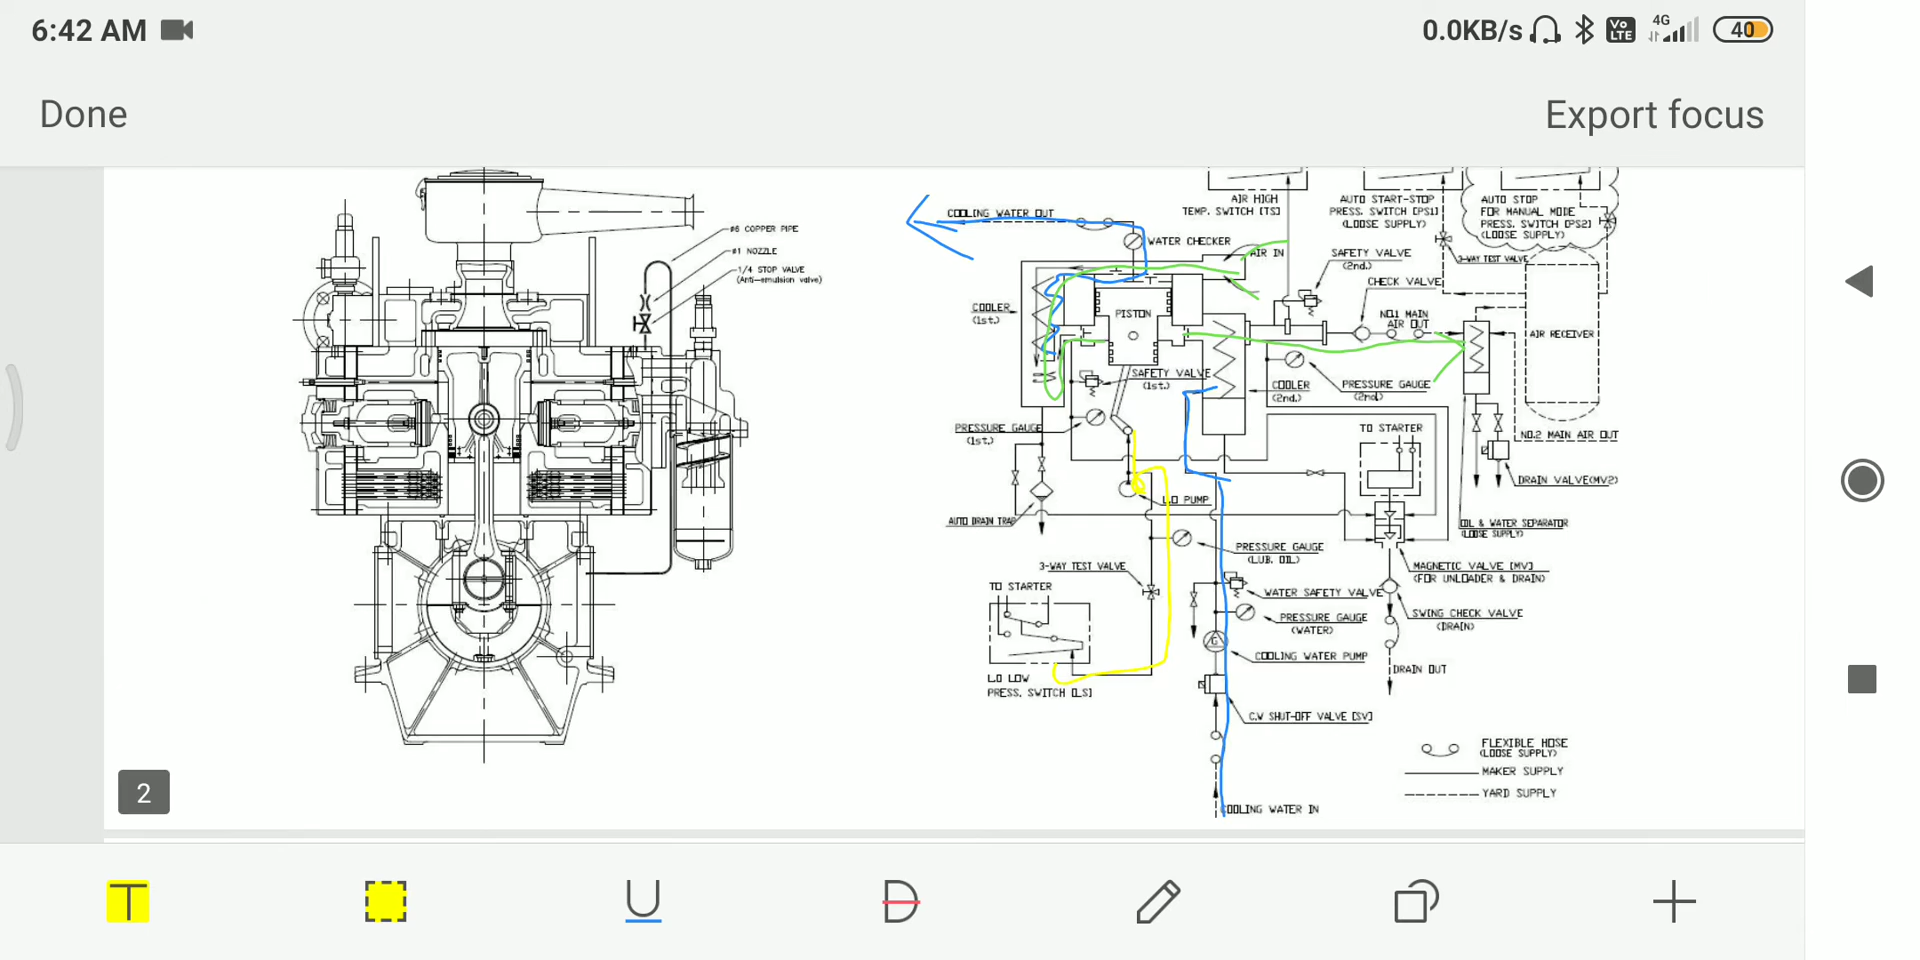 6:42 AM
0.0KB/s
Vo LTE
4G
40
Done
Export focus
ø6 COPPER PIPE
ø1 NOZZLE
1/4 STOP VALVE
(Anti-emulsion valve)
COOLING WATER OUT
WATER CHECKER
AIR IN
AIR HIGH
TEMP. SWITCH [TS]
AUTO START-STOP
PRESS. SWITCH [PS1]
(LOOSE SUPPLY)
AUTO STOP
FOR MANUAL MODE
PRESS. SWITCH [PS2]
(LOOSE SUPPLY)
SAFETY VALVE
(2nd.)
3-WAY TEST VALVE
CHECK VALVE
COOLER
(1st.)
PISTON
NO.1 MAIN
AIR OUT
AIR RECEIVER
SAFETY VALVE
(1st.)
COOLER
(2nd.)
PRESSURE GAUGE
(2nd)
PRESSURE GAUGE
(1st.)
TO STARTER
NO.2 MAIN AIR OUT
DRAIN VALVE(MV2)
L.O PUMP
AUTO DRAIN TRAP
OIL & WATER SEPARATOR
(LOOSE SUPPLY)
PRESSURE GAUGE
(LUB. OIL)
3-WAY TEST VALVE
MAGNETIC VALVE [MV]
(FOR UNLOADER & DRAIN)
TO STARTER
WATER SAFETY VALVE
SWING CHECK VALVE
(DRAIN)
PRESSURE GAUGE
(WATER)
COOLING WATER PUMP
G
DRAIN OUT
L.O LOW
PRESS. SWITCH [LS]
C.W SHUT-OFF VALVE [SV]
FLEXIBLE HOSE
(LOOSE SUPPLY)
MAKER SUPPLY
YARD SUPPLY
COOLING WATER IN
2
T
U
D